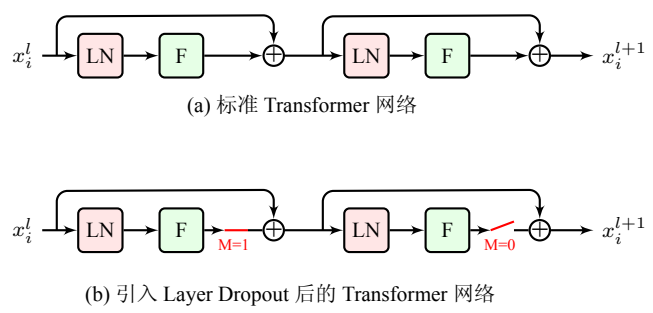 x_i^l LN F ⊕ LN F ⊕ x_i^{l+1}
(a) 标准 Transformer 网络
x_i^l LN F M=1 ⊕ LN F M=0 ⊕ x_i^{l+1}
(b) 引入 Layer Dropout 后的 Transformer 网络